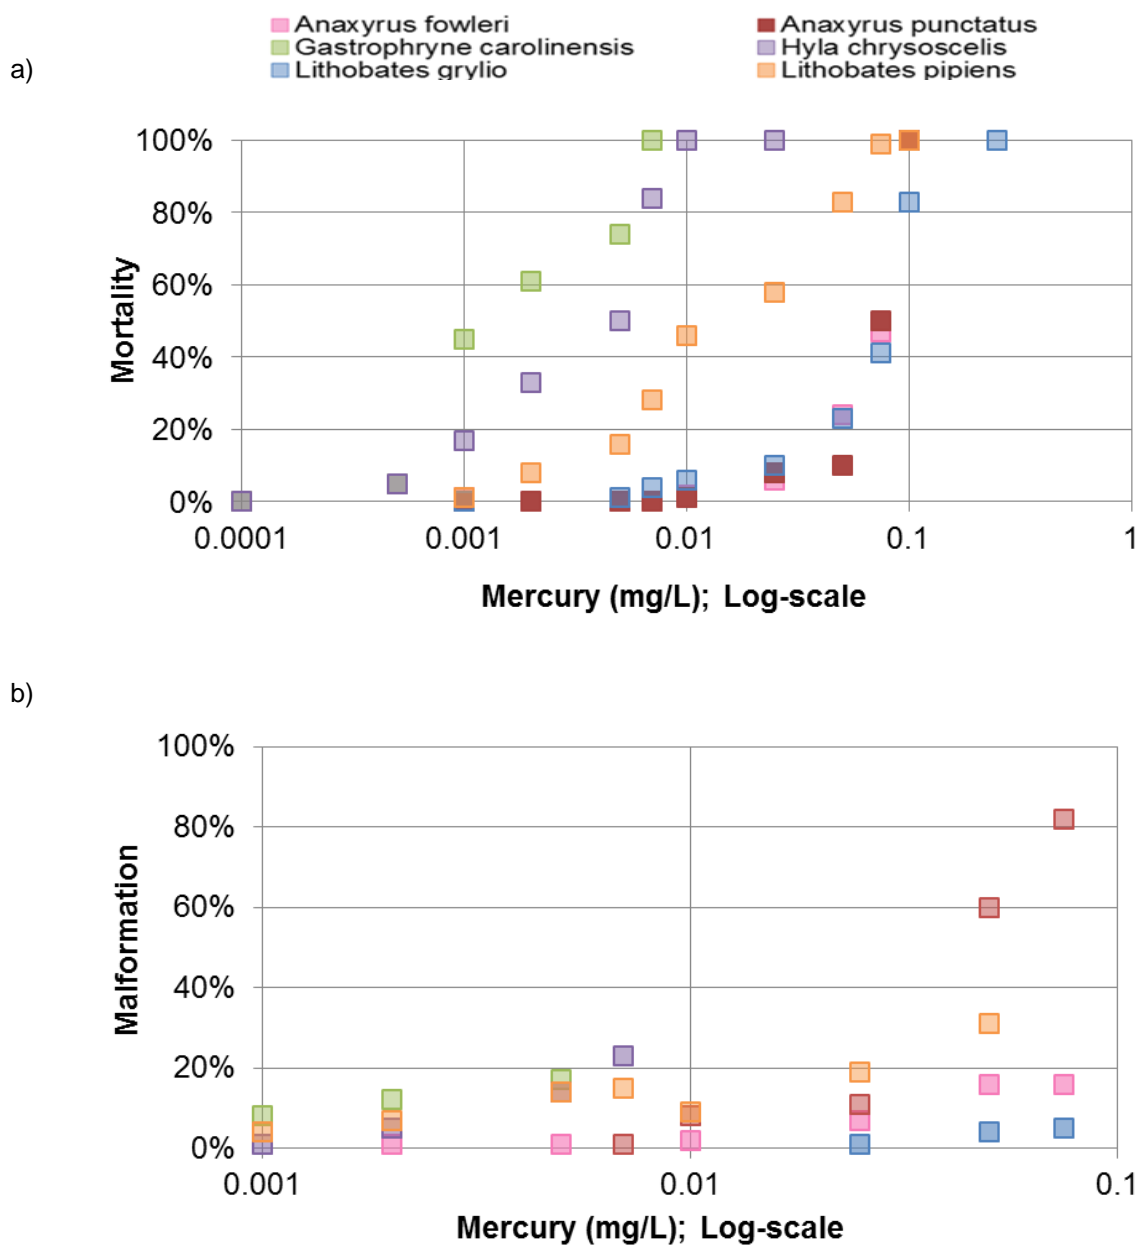 Anaxyrus fowleri Anaxyrus punctatus
Gastrophryne carolinensis Hyla chrysoscelis
Lithobates grylio Lithobates pipiens
a)
100%
80%
60%
40%
20%
0%
Mortality
0.0001 0.001 0.01 0.1 1
Mercury (mg/L); Log-scale
b)
100%
80%
60%
40%
20%
0%
Malformation
0.001 0.01 0.1
Mercury (mg/L); Log-scale